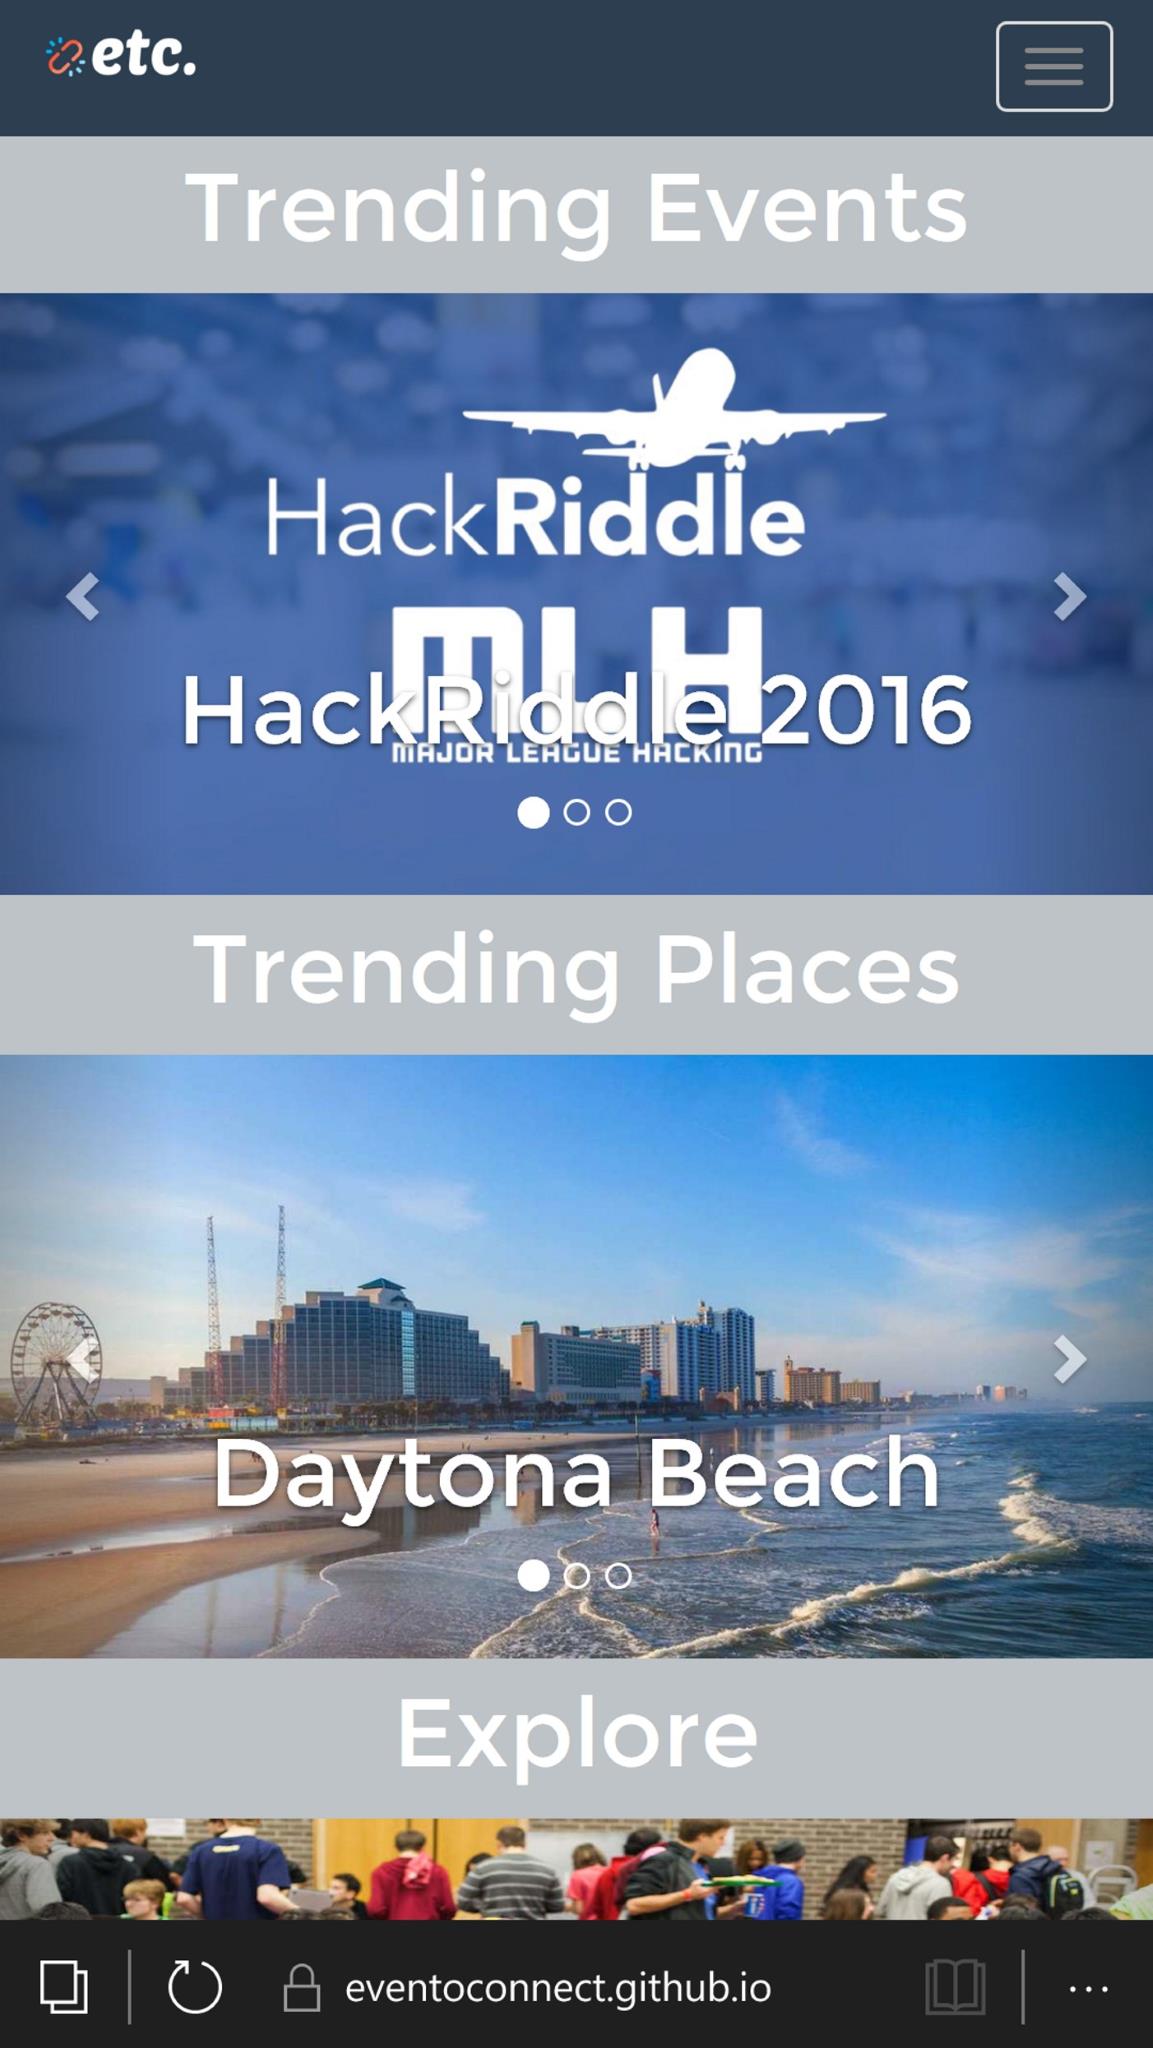 etc.
Trending Events
HackRiddle
MLH
HackRiddle 2016
MAJOR LEAGUE HACKING
Trending Places
Daytona Beach
Explore
eventoconnect.github.io